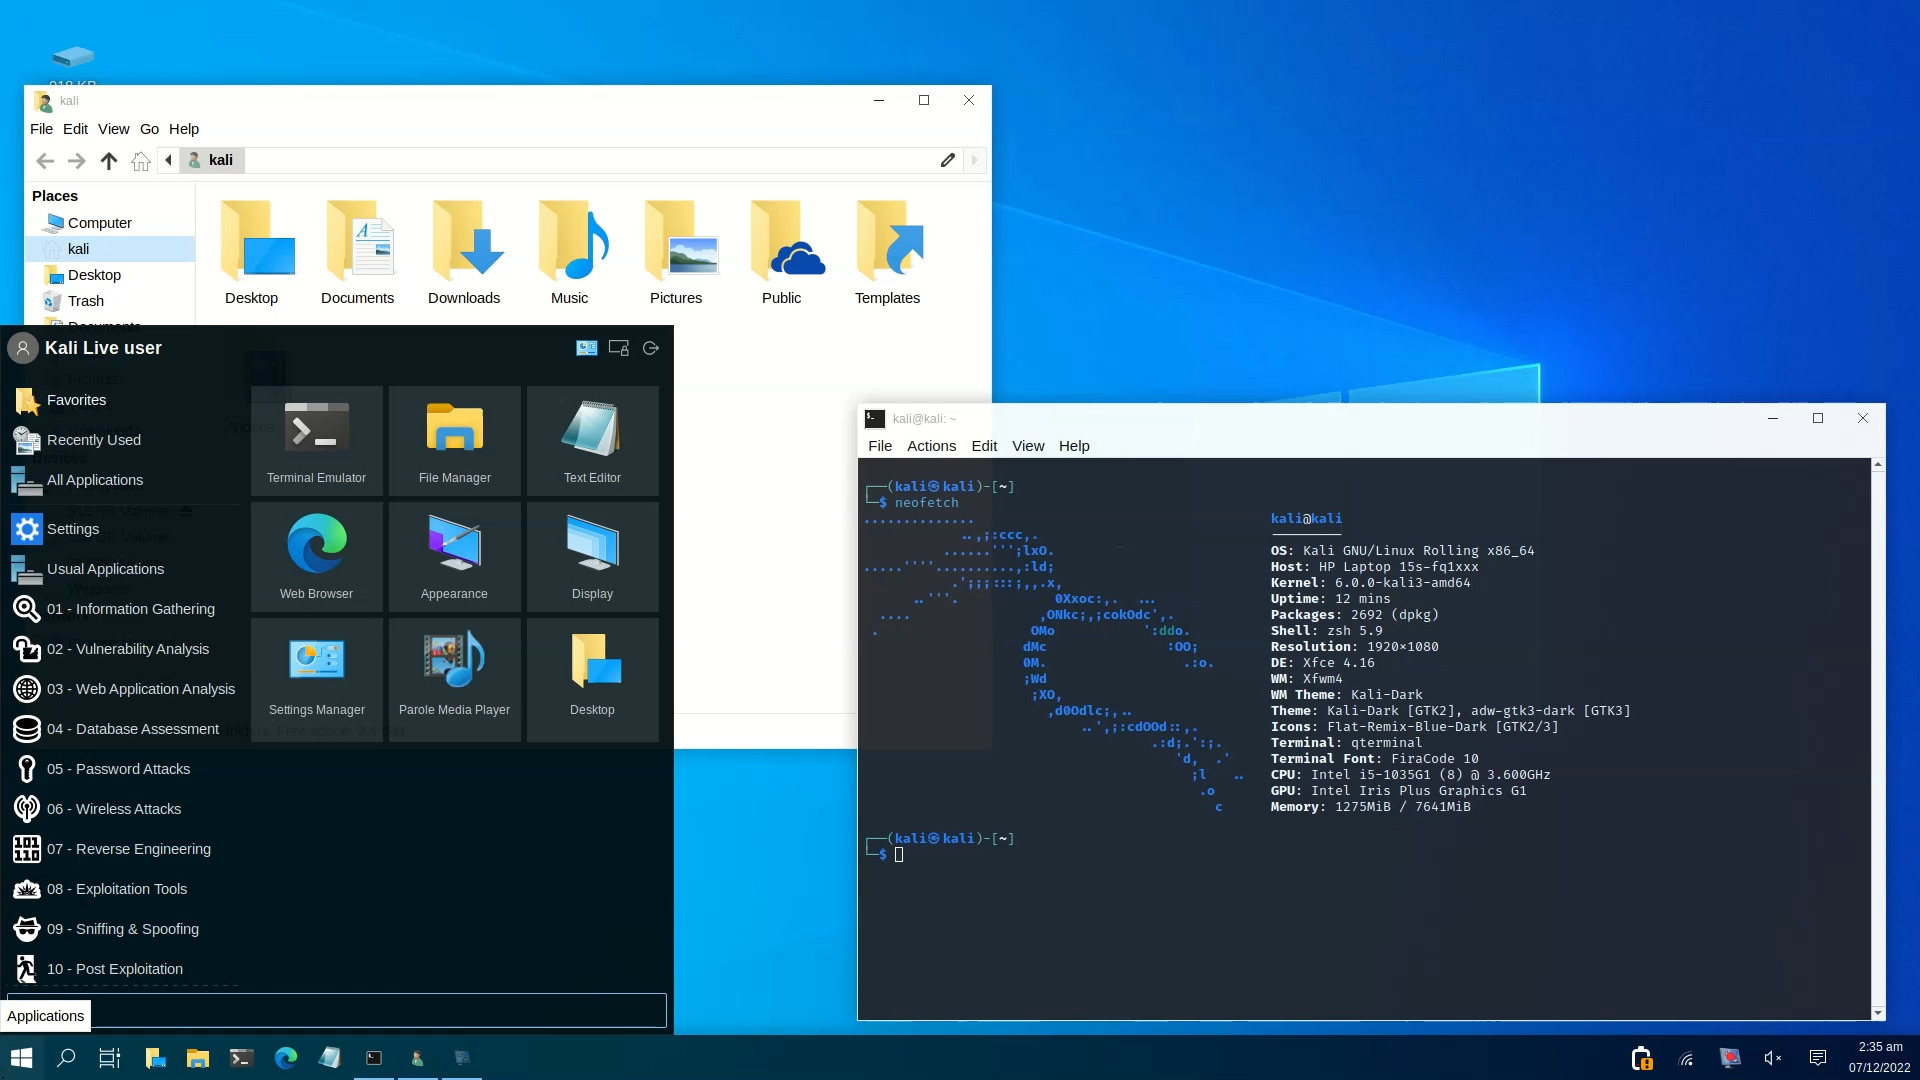 kali
File Edit View Go Help
kali
Places
Computer
kali
Desktop
Trash
Documents
Pictures
Desktop Documents Downloads Music Pictures Public Templates
Kali Live user
Favorites
Recently Used
All Applications
Settings
Usual Applications
01 - Information Gathering
02 - Vulnerability Analysis
03 - Web Application Analysis
04 - Database Assessment
05 - Password Attacks
06 - Wireless Attacks
07 - Reverse Engineering
08 - Exploitation Tools
09 - Sniffing & Spoofing
10 - Post Exploitation
Terminal Emulator File Manager Text Editor
Web Browser Appearance Display
Settings Manager Parole Media Player Desktop
Applications
kali@kali: ~
File Actions Edit View Help
┌──(kali㉿kali)-[~]
└─$ neofetch
kali@kali
OS: Kali GNU/Linux Rolling x86_64
Host: HP Laptop 15s-fq1xxx
Kernel: 6.0.0-kali3-amd64
Uptime: 12 mins
Packages: 2692 (dpkg)
Shell: zsh 5.9
Resolution: 1920×1080
DE: Xfce 4.16
WM: Xfwm4
WM Theme: Kali-Dark
Theme: Kali-Dark [GTK2], adw-gtk3-dark [GTK3]
Icons: Flat-Remix-Blue-Dark [GTK2/3]
Terminal: qterminal
Terminal Font: FiraCode 10
CPU: Intel i5-1035G1 (8) @ 3.600GHz
GPU: Intel Iris Plus Graphics G1
Memory: 1275MiB / 7641MiB
┌──(kali㉿kali)-[~]
└─$
2:35 am
07/12/2022